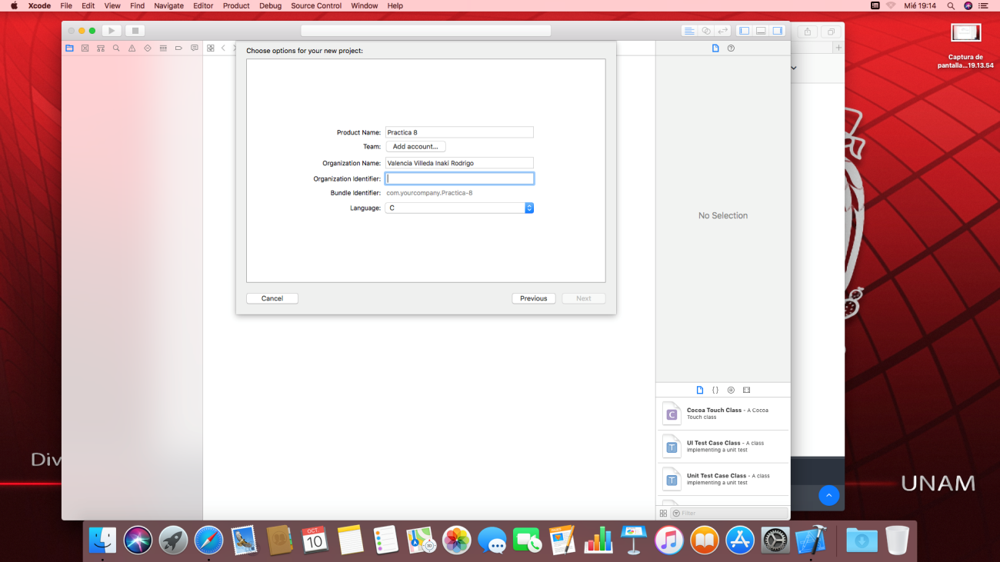 Xcode File Edit View Find Navigate Editor Product Debug Source Control Window Help Mié 19:14
Choose options for your new project:
Product Name: Practica 8
Team: Add account...
Organization Name: Valencia Villeda Inaki Rodrigo
Organization Identifier:
Bundle Identifier: com.yourcompany.Practica-8
Language: C
Cancel Previous Next
No Selection
Captura de
pantalla...19.13.54
C
Cocoa Touch Class - A Cocoa
Touch class
T
UI Test Case Class - A class
implementing a unit test
T
Unit Test Case Class - A class
implementing a unit test
Filter
Div
UNAM
OCT
10